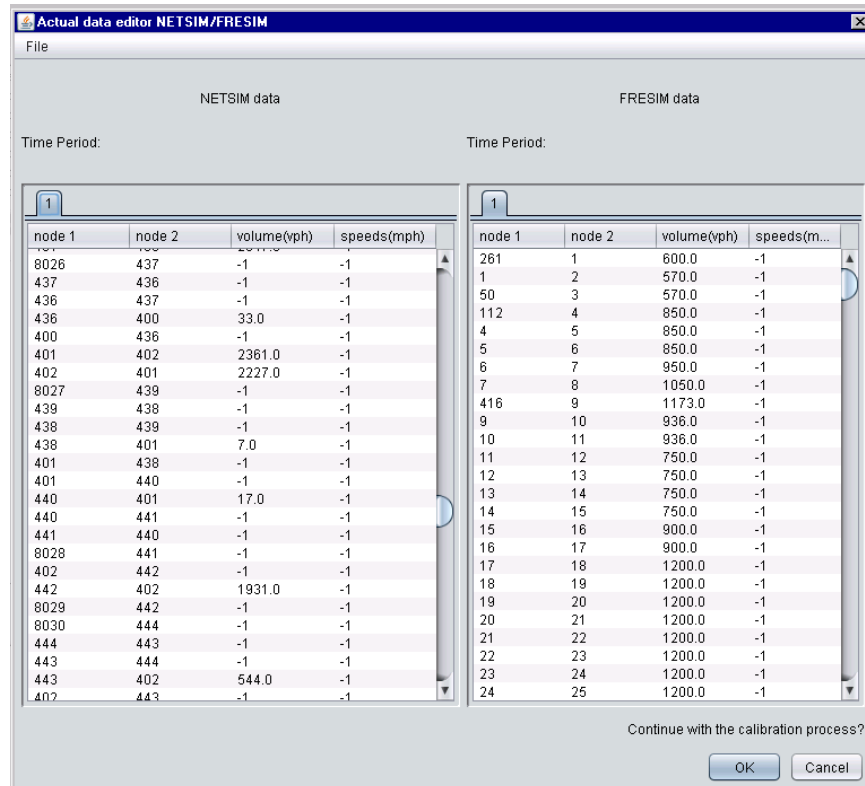 Actual data editor NETSIM/FRESIM
File
NETSIM data
FRESIM data
Time Period:
Time Period:
1
node 1 node 2 volume(vph) speeds(mph)
8026 437 -1 -1
437 436 -1 -1
436 437 -1 -1
436 400 33.0 -1
400 436 -1 -1
401 402 2361.0 -1
402 401 2227.0 -1
8027 439 -1 -1
439 438 -1 -1
438 439 -1 -1
438 401 7.0 -1
401 438 -1 -1
401 440 -1 -1
440 401 17.0 -1
440 441 -1 -1
441 440 -1 -1
8028 441 -1 -1
402 442 -1 -1
442 402 1931.0 -1
8029 442 -1 -1
8030 444 -1 -1
444 443 -1 -1
443 444 -1 -1
443 402 544.0 -1
402 443 -1 -1
1
node 1 node 2 volume(vph) speeds(m...
261 1 600.0 -1
1 2 570.0 -1
50 3 570.0 -1
112 4 850.0 -1
4 5 850.0 -1
5 6 850.0 -1
6 7 950.0 -1
7 8 1050.0 -1
416 9 1173.0 -1
9 10 936.0 -1
10 11 936.0 -1
11 12 750.0 -1
12 13 750.0 -1
13 14 750.0 -1
14 15 750.0 -1
15 16 900.0 -1
16 17 900.0 -1
17 18 1200.0 -1
18 19 1200.0 -1
19 20 1200.0 -1
20 21 1200.0 -1
21 22 1200.0 -1
22 23 1200.0 -1
23 24 1200.0 -1
24 25 1200.0 -1
Continue with the calibration process?
OK Cancel